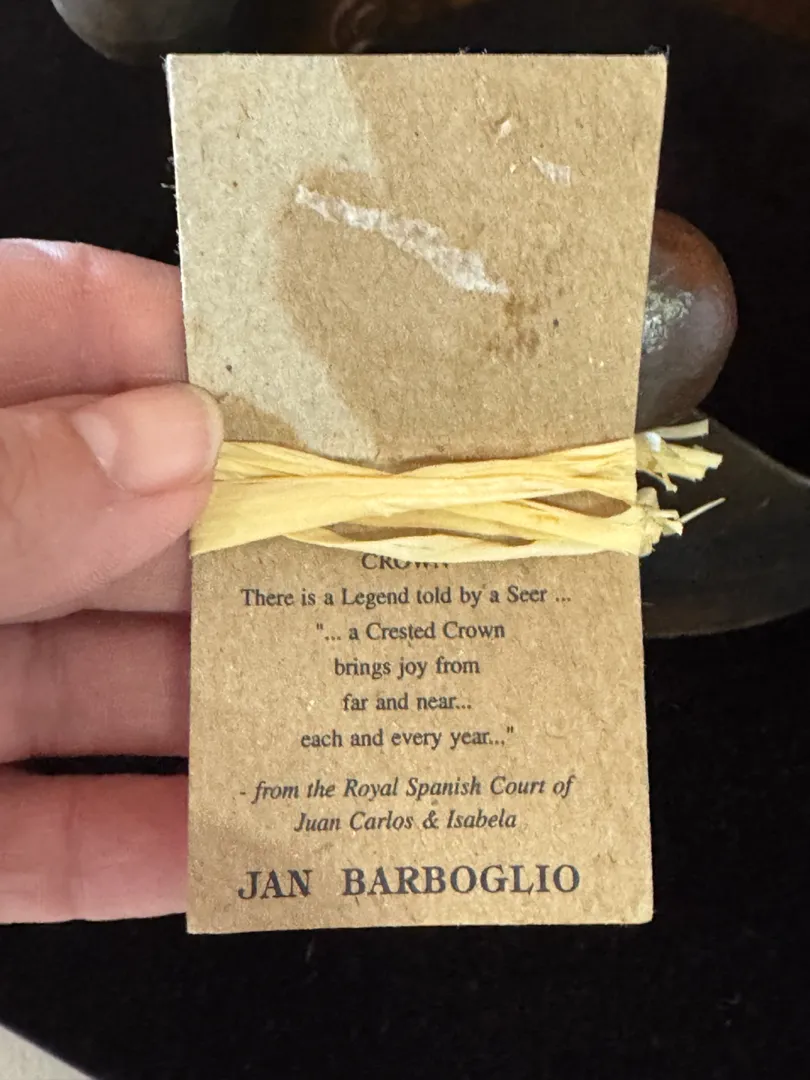 CROWN
There is a Legend told by a Seer ...
"... a Crested Crown
brings joy from
far and near...
each and every year..."
- from the Royal Spanish Court of
Juan Carlos & Isabela
JAN BARBOGLIO